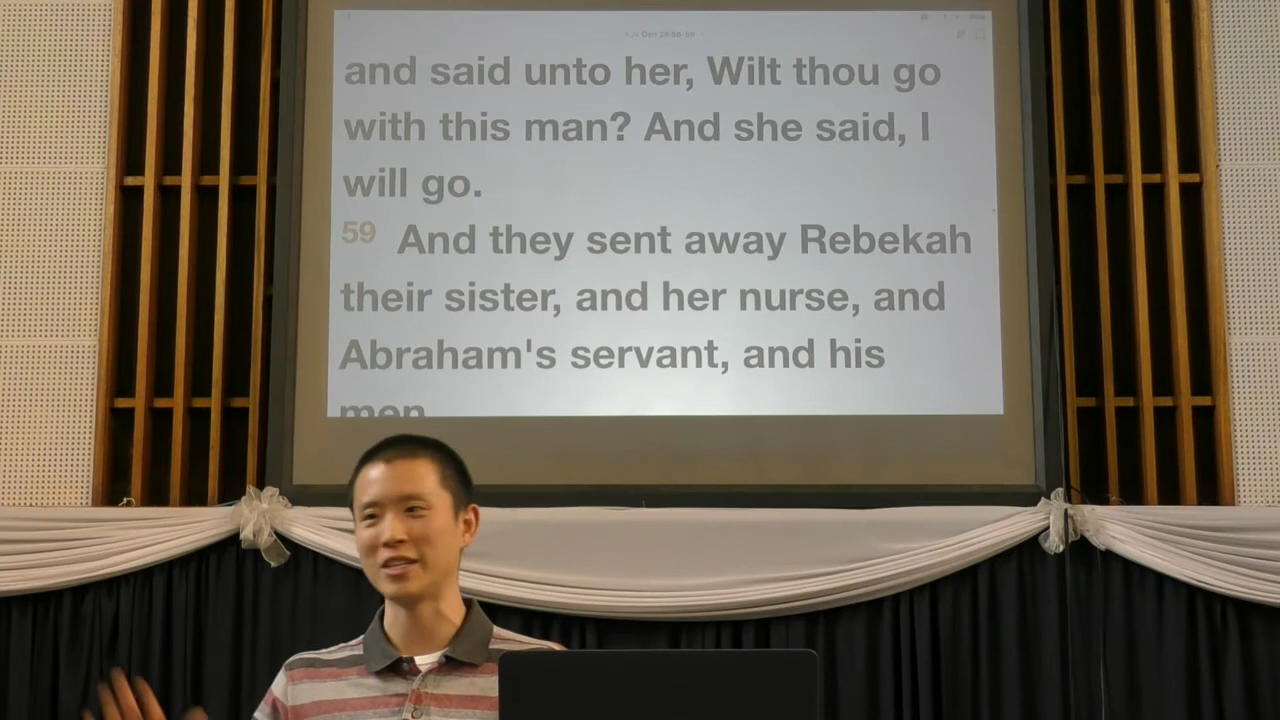 and said unto her, Wilt thou go
with this man? And she said, I
will go.
59 And they sent away Rebekah
their sister, and her nurse, and
Abraham's servant, and his
men